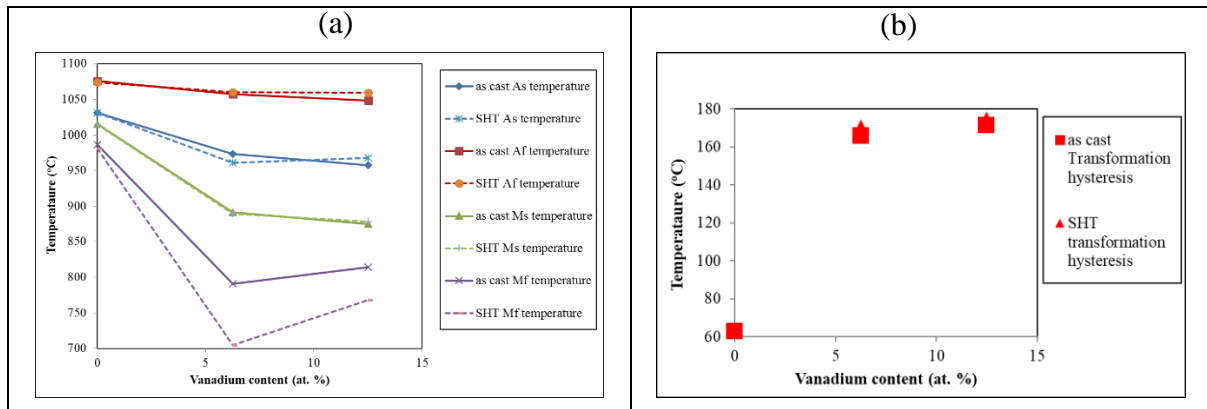 (a)
1100
1050
1000
950
900
850
800
750
700
0
5
10
15
Temperataure (°C)
Vanadium content (at. %)
as cast As temperature
SHT As temperature
as cast Af temperature
SHT Af temperature
as cast Ms temperature
SHT Ms temperature
as cast Mf temperature
SHT Mf temperature
(b)
180
160
140
120
100
80
60
0
5
10
15
Temperataure (°C)
Vanadium content (at. %)
as cast
Transformation
hysteresis
SHT
transformation
hysteresis